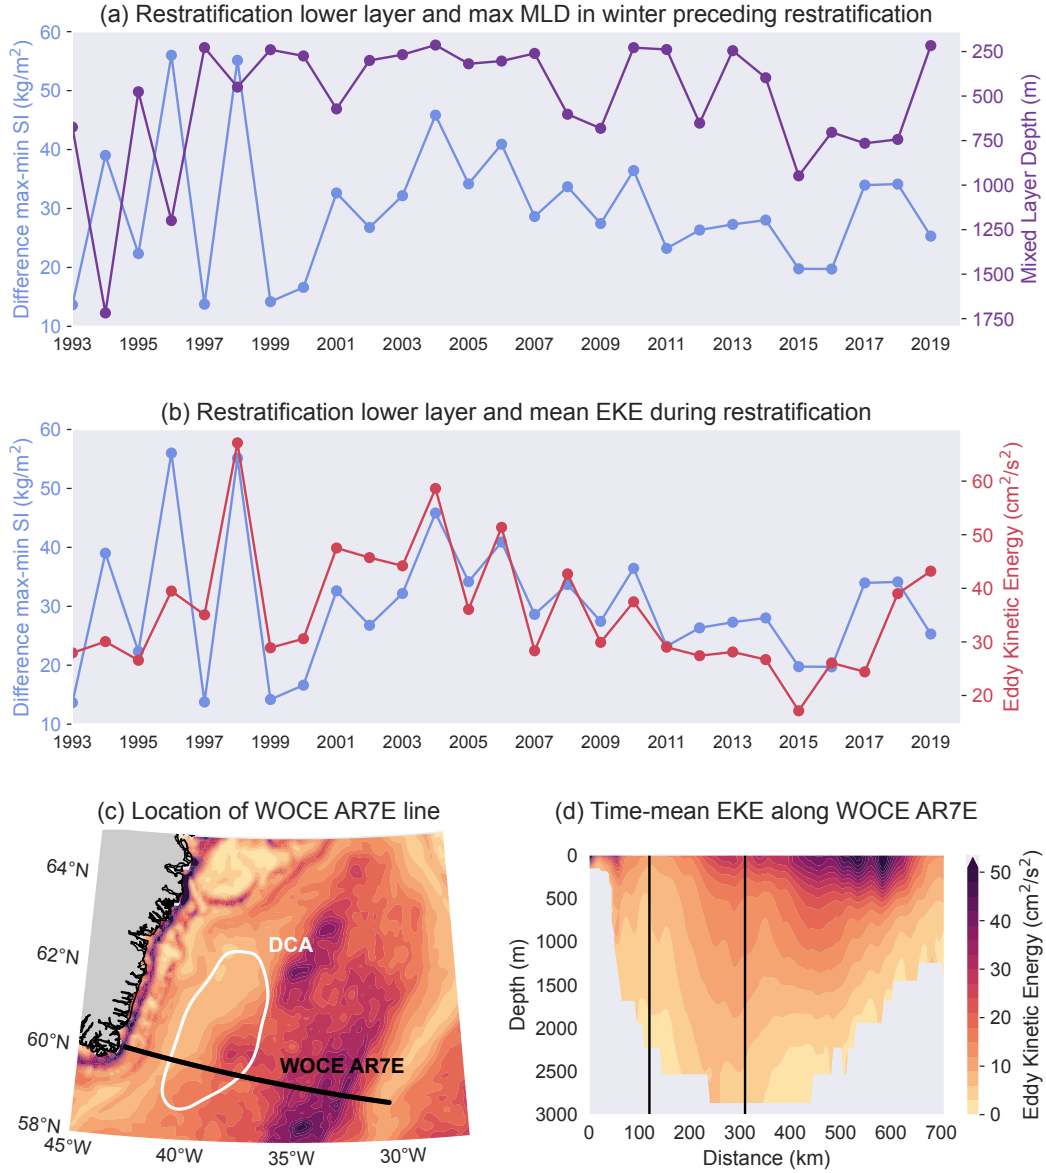 (a) Restratification lower layer and max MLD in winter preceding restratification
Difference max-min SI (kg/m²)
60
50
40
30
20
10
250
500
750
1000
1250
1500
1750
Mixed Layer Depth (m)
1993 1995 1996 1997 1999 2001 2003 2005 2007 2009 2011 2013 2015 2017 2019
(b) Restratification lower layer and mean EKE during restratification
Difference max-min SI (kg/m²)
60
50
40
30
20
10
60
50
40
30
20
Eddy Kinetic Energy (cm²/s²)
1993 1995 1997 1999 2001 2003 2005 2007 2009 2011 2013 2015 2017 2019
(c) Location of WOCE AR7E line
64°N
62°N
60°N
58°N
45°W
40°W
35°W
30°W
DCA
WOCE AR7E
(d) Time-mean EKE along WOCE AR7E
Depth (m)
0
500
1000
1500
2000
2500
3000
0 100 200 300 400 500 600 700
Distance (km)
50
40
30
20
10
0
Eddy Kinetic Energy (cm²/s²)